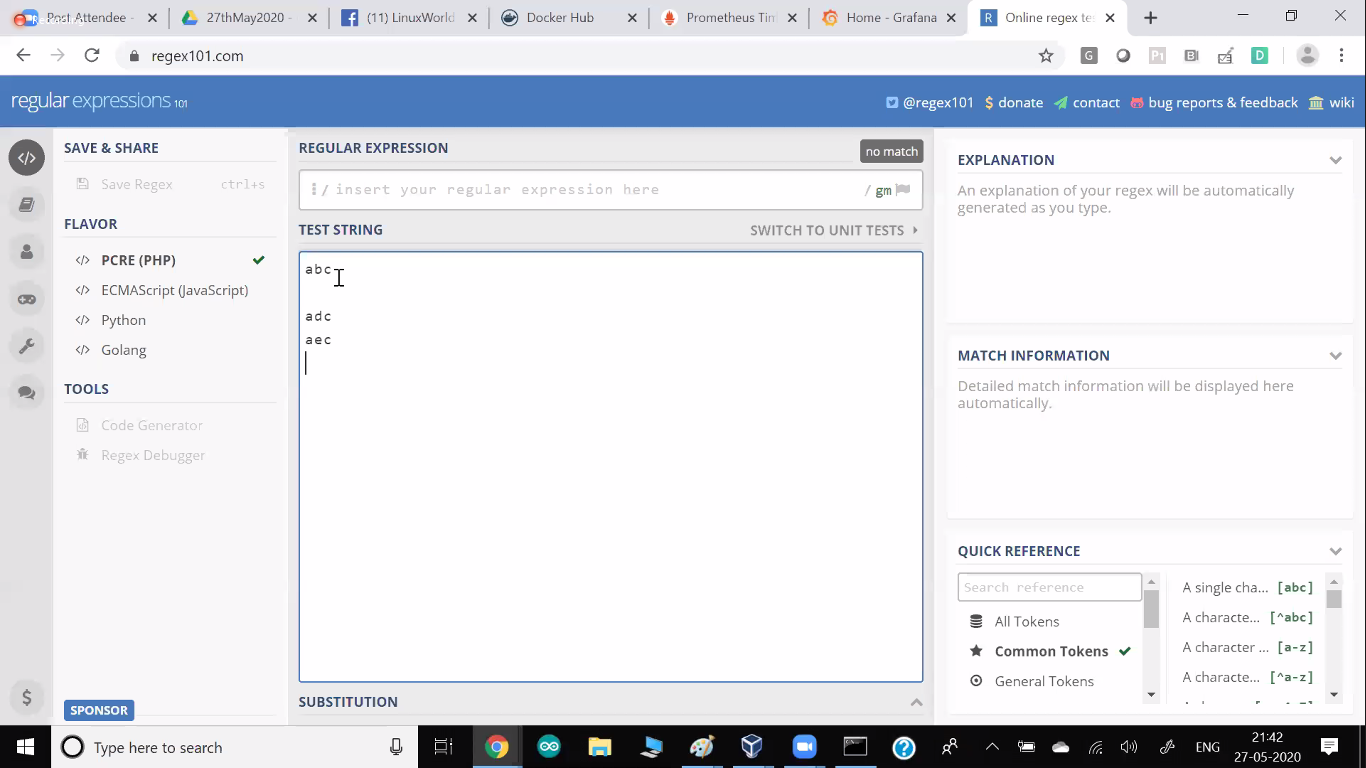 Post Attendee -
27thMay2020 -
(11) LinuxWorld
Docker Hub
Prometheus Tim
Home - Grafana
Online regex te
regex101.com
regular expressions 101
@regex101
$ donate
contact
bug reports & feedback
wiki
SAVE & SHARE
Save Regex ctrl+s
FLAVOR
</> PCRE (PHP)
</> ECMAScript (JavaScript)
</> Python
</> Golang
TOOLS
Code Generator
Regex Debugger
SPONSOR
REGULAR EXPRESSION
no match
/ insert your regular expression here / gm
TEST STRING
SWITCH TO UNIT TESTS
abc
adc
aec
SUBSTITUTION
EXPLANATION
An explanation of your regex will be automatically
generated as you type.
MATCH INFORMATION
Detailed match information will be displayed here
automatically.
QUICK REFERENCE
Search reference
All Tokens
Common Tokens
General Tokens
A single cha... [abc]
A characte... [^abc]
A character ... [a-z]
A characte... [^a-z]
Type here to search
ENG
21:42
27-05-2020